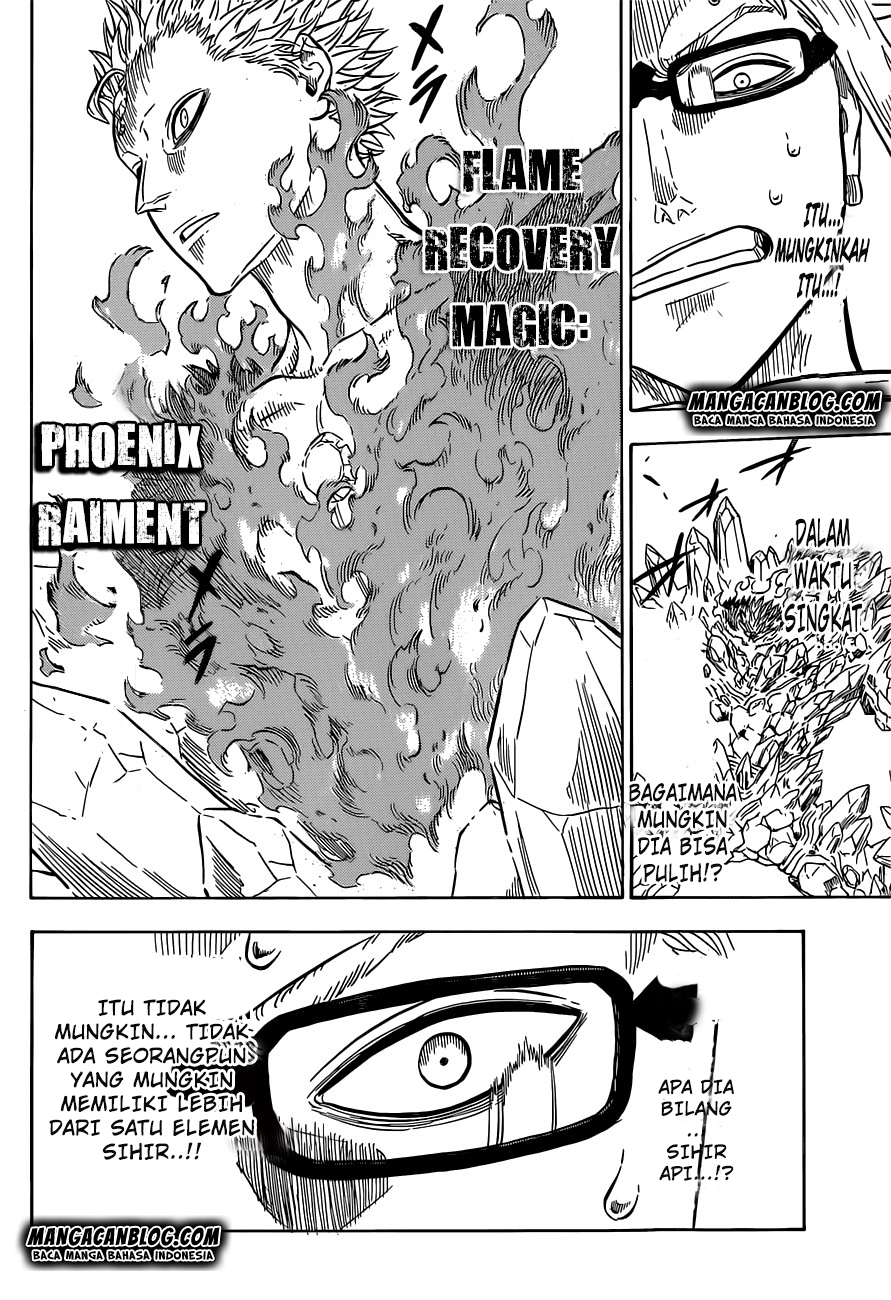 ITU...
MUNGKINKAH
ITU...!
MANGACANBLOG.COM
BACA MANGA BAHASA INDONESIA
DALAM
WAKTU
SINGKAT
......
BAGAIMANA
MUNGKIN
DIA BISA
PULIH!?
FLAME
RECOVERY
MAGIC:
PHOENIX
RAIMENT
APA DIA
BILANG
...
SIHIR
API...!?
ITU TIDAK
MUNGKIN... TIDAK
ADA SEORANGPUN
YANG MUNGKIN
MEMILIKI LEBIH
DARI SATU ELEMEN
SIHIR..!!
MANGACANBLOG.COM
BACA MANGA BAHASA INDONESIA